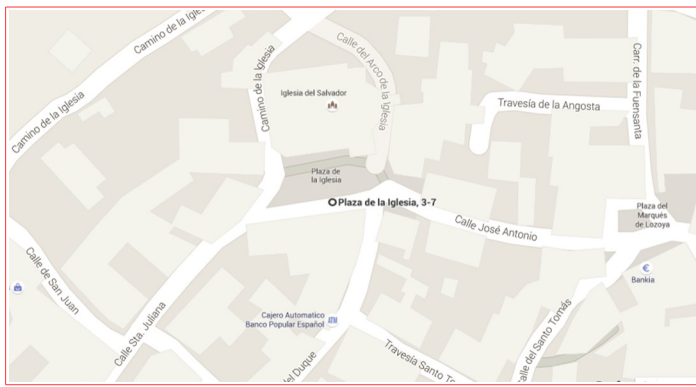 Camino de la Igle
Calle del Arco de la Iglesia
Carr. de la Fuensanta
Camino de la Iglesia
Camino de la Iglesia
Iglesia del Salvador
Travesía de la Angosta
Plaza de
la Iglesia
Plaza de la Iglesia, 3-7
Plaza del
Marqués
de Lozoya
Calle José Antonio
Calle de San Juan
€
Bankia
Calle Sta. Juliana
Cajero Automatico
Banco Popular Español
alle del Santo Tomás
Travesía Santo To
del Duque